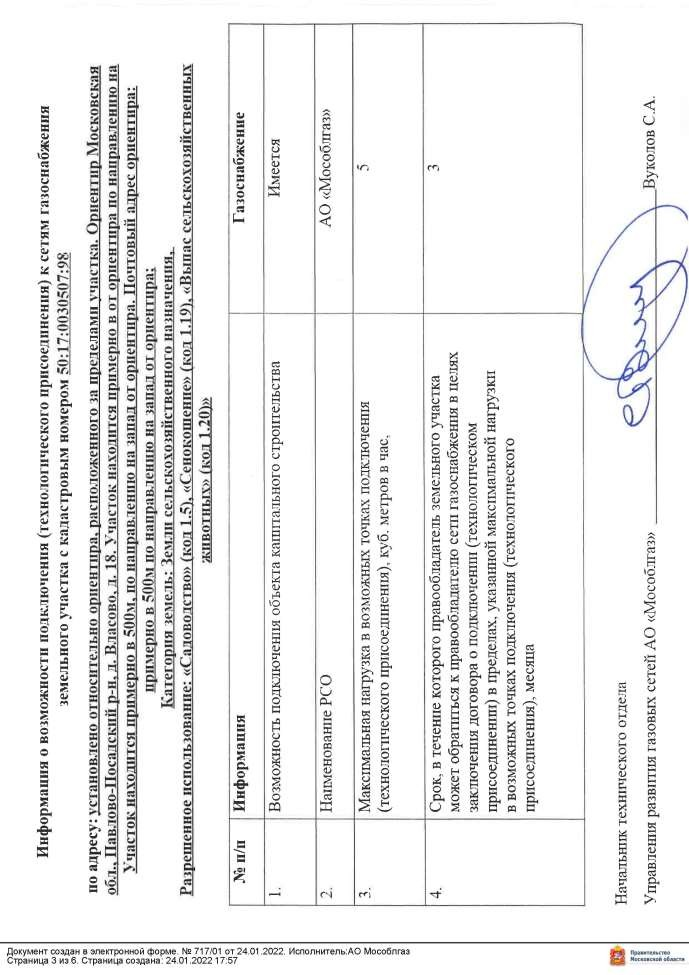 Информация о возможности подключения (технологического присоединения) к сетям газоснабжения
земельного участка с кадастровым номером 50:17:0030507:98
по адресу: установлено относительно ориентира, расположенного за пределами участка. Ориентир Московская
обл., Павлово-Посадский р-н, д. Власово, д. 18. Участок находится примерно в от ориентира по направлению на
Участок находится примерно в 500м, по направлению на запад от ориентира. Почтовый адрес ориентира:
примерно в 500м по направлению на запад от ориентира;
Категория земель: Земли сельскохозяйственного назначения,
Разрешенное использование: «Садоводство» (код 1.5), «Сенокошение» (код 1.19), «Выпас сельскохозяйственных
животных» (код 1.20)»
№ п/п Информация Газоснабжение
1. Возможность подключения объекта капитального строительства Имеется
2. Наименование РСО АО «Мособлгаз»
3. Максимальная нагрузка в возможных точках подключения 5
(технологического присоединения), куб. метров в час,
4. Срок, в течение которого правообладатель земельного участка 3
может обратиться к правообладателю сети газоснабжения в целях
заключения договора о подключении (технологическом
присоединении) в пределах, указанной максимальной нагрузки
в возможных точках подключения (технологического
присоединения), месяца
Начальник технического отдела
Управления развития газовых сетей АО «Мособлгаз» Вуколов С.А.
Документ создан в электронной форме. № 717/01 от 24.01.2022. Исполнитель:АО Мособлгаз
Страница 3 из 6. Страница создана: 24.01.2022 17:57
Правительство
Московской области